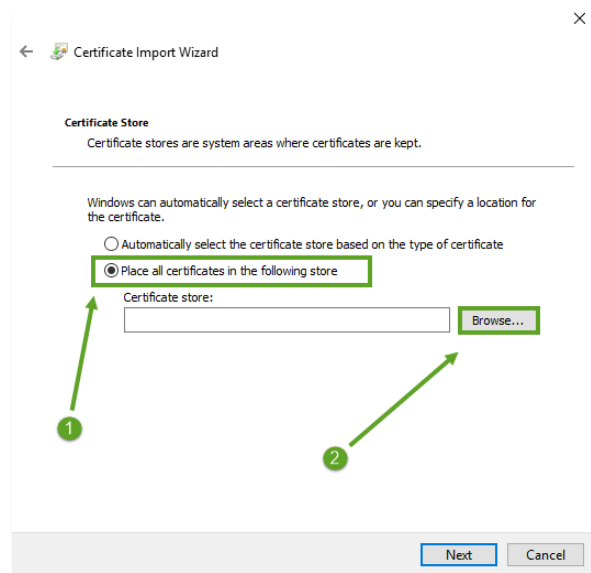 Certificate Import Wizard
Certificate Store
Certificate stores are system areas where certificates are kept.
Windows can automatically select a certificate store, or you can specify a location for
the certificate.
Automatically select the certificate store based on the type of certificate
Place all certificates in the following store
Certificate store:
Browse...
1
2
Next
Cancel